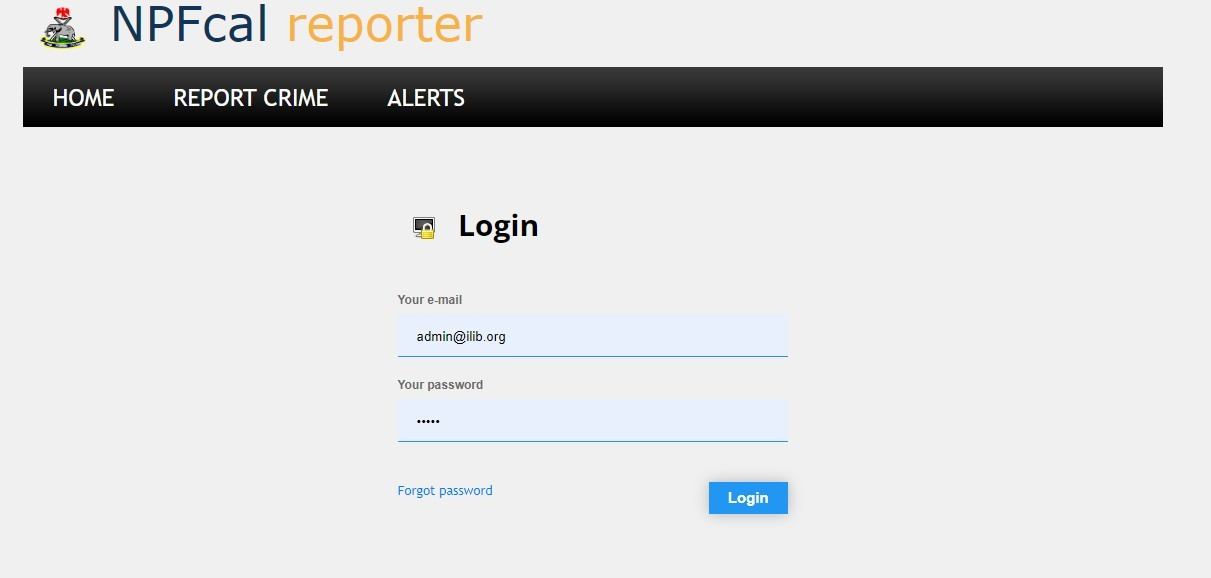 NPFcal reporter
HOME REPORT CRIME ALERTS
Login
Your e-mail
admin@ilib.org
Your password
•••••
Forgot password
Login